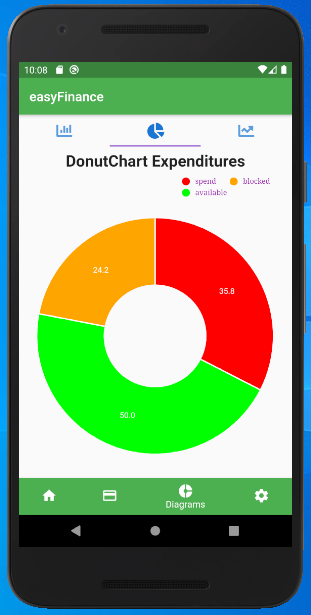 10:08
easyFinance
DonutChart Expenditures
spend blocked
available
24.2
35.8
50.0
Diagrams